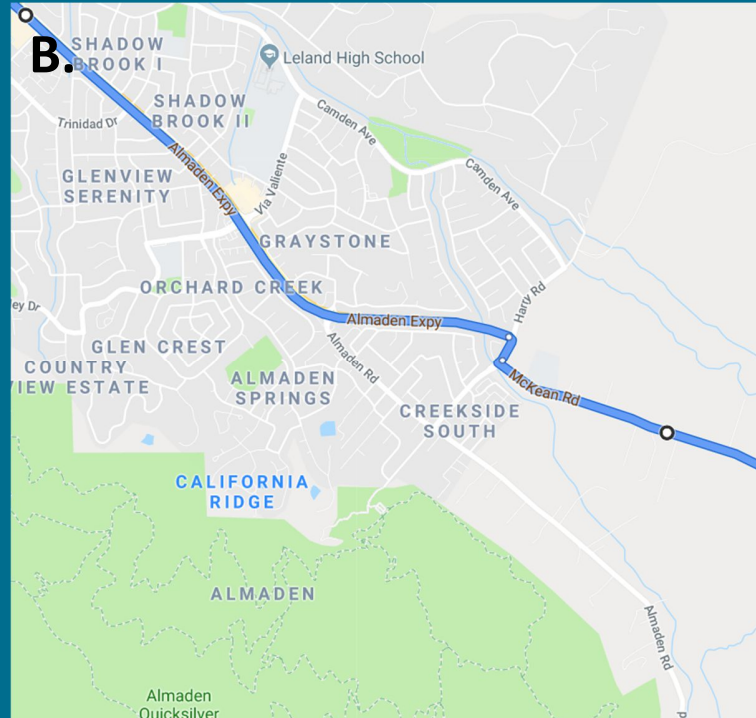 B.
SHADOW
BROOK I
Leland High School
SHADOW
BROOK II
Camden Ave
Trinidad Dr
Almaden Expy
Via Valiente
Camden Ave
GLENVIEW
SERENITY
GRAYSTONE
ORCHARD CREEK
Harry Rd
ley Dr
Almaden Expy
GLEN CREST
Almaden Rd
COUNTRY
VIEW ESTATE
ALMADEN
SPRINGS
McKean Rd
CREEKSIDE
SOUTH
CALIFORNIA
RIDGE
ALMADEN
Almaden Rd
Almaden
Quicksilver